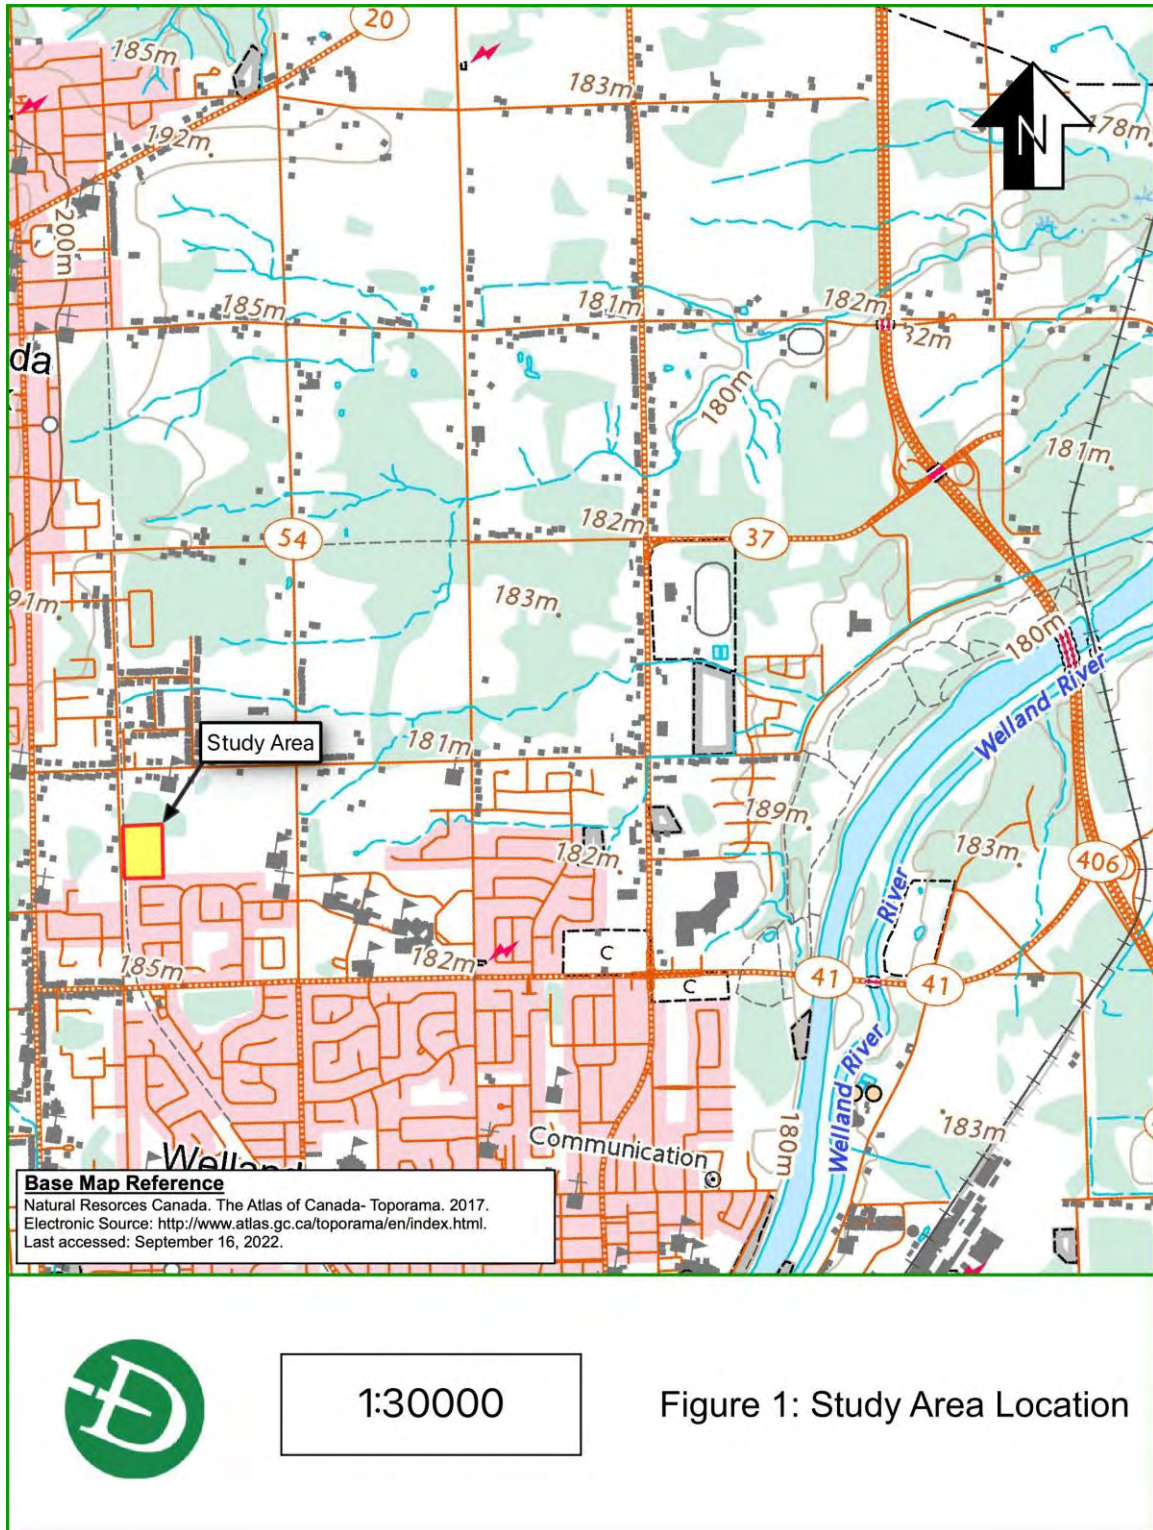 20
185m
183m
192m
178m
N
200m
185m
181m
182m
32m
da
180m
181m
54
182m
37
183m
91m
180m
Welland River
Study Area
181m
189m
182m
183m
406
River
C
182m
185m
41
41
C
Welland River
183m
180m
Communication
Welland
Base Map Reference
Natural Resorces Canada. The Atlas of Canada- Toporama. 2017.
Electronic Source: http://www.atlas.gc.ca/toporama/en/index.html.
Last accessed: September 16, 2022.
Ð
1:30000
Figure 1: Study Area Location